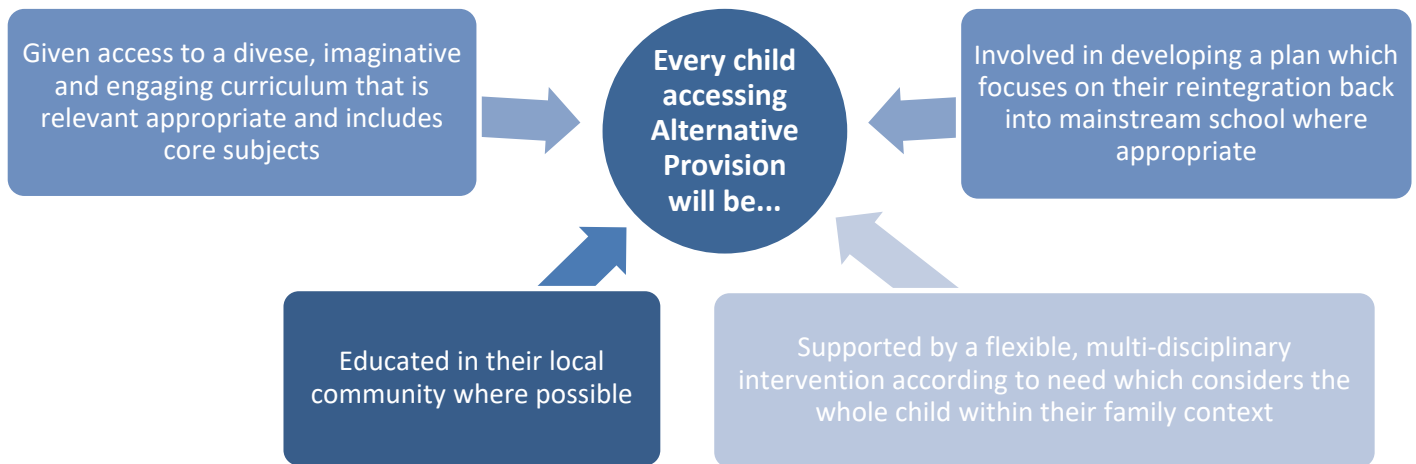 Given access to a divese, imaginative
and engaging curriculum that is
relevant appropriate and includes
core subjects
Every child
accessing
Alternative
Provision
will be...
Involved in developing a plan which
focuses on their reintegration back
into mainstream school where
appropriate
Educated in their local
community where possible
Supported by a flexible, multi-disciplinary
intervention according to need which considers the
whole child within their family context